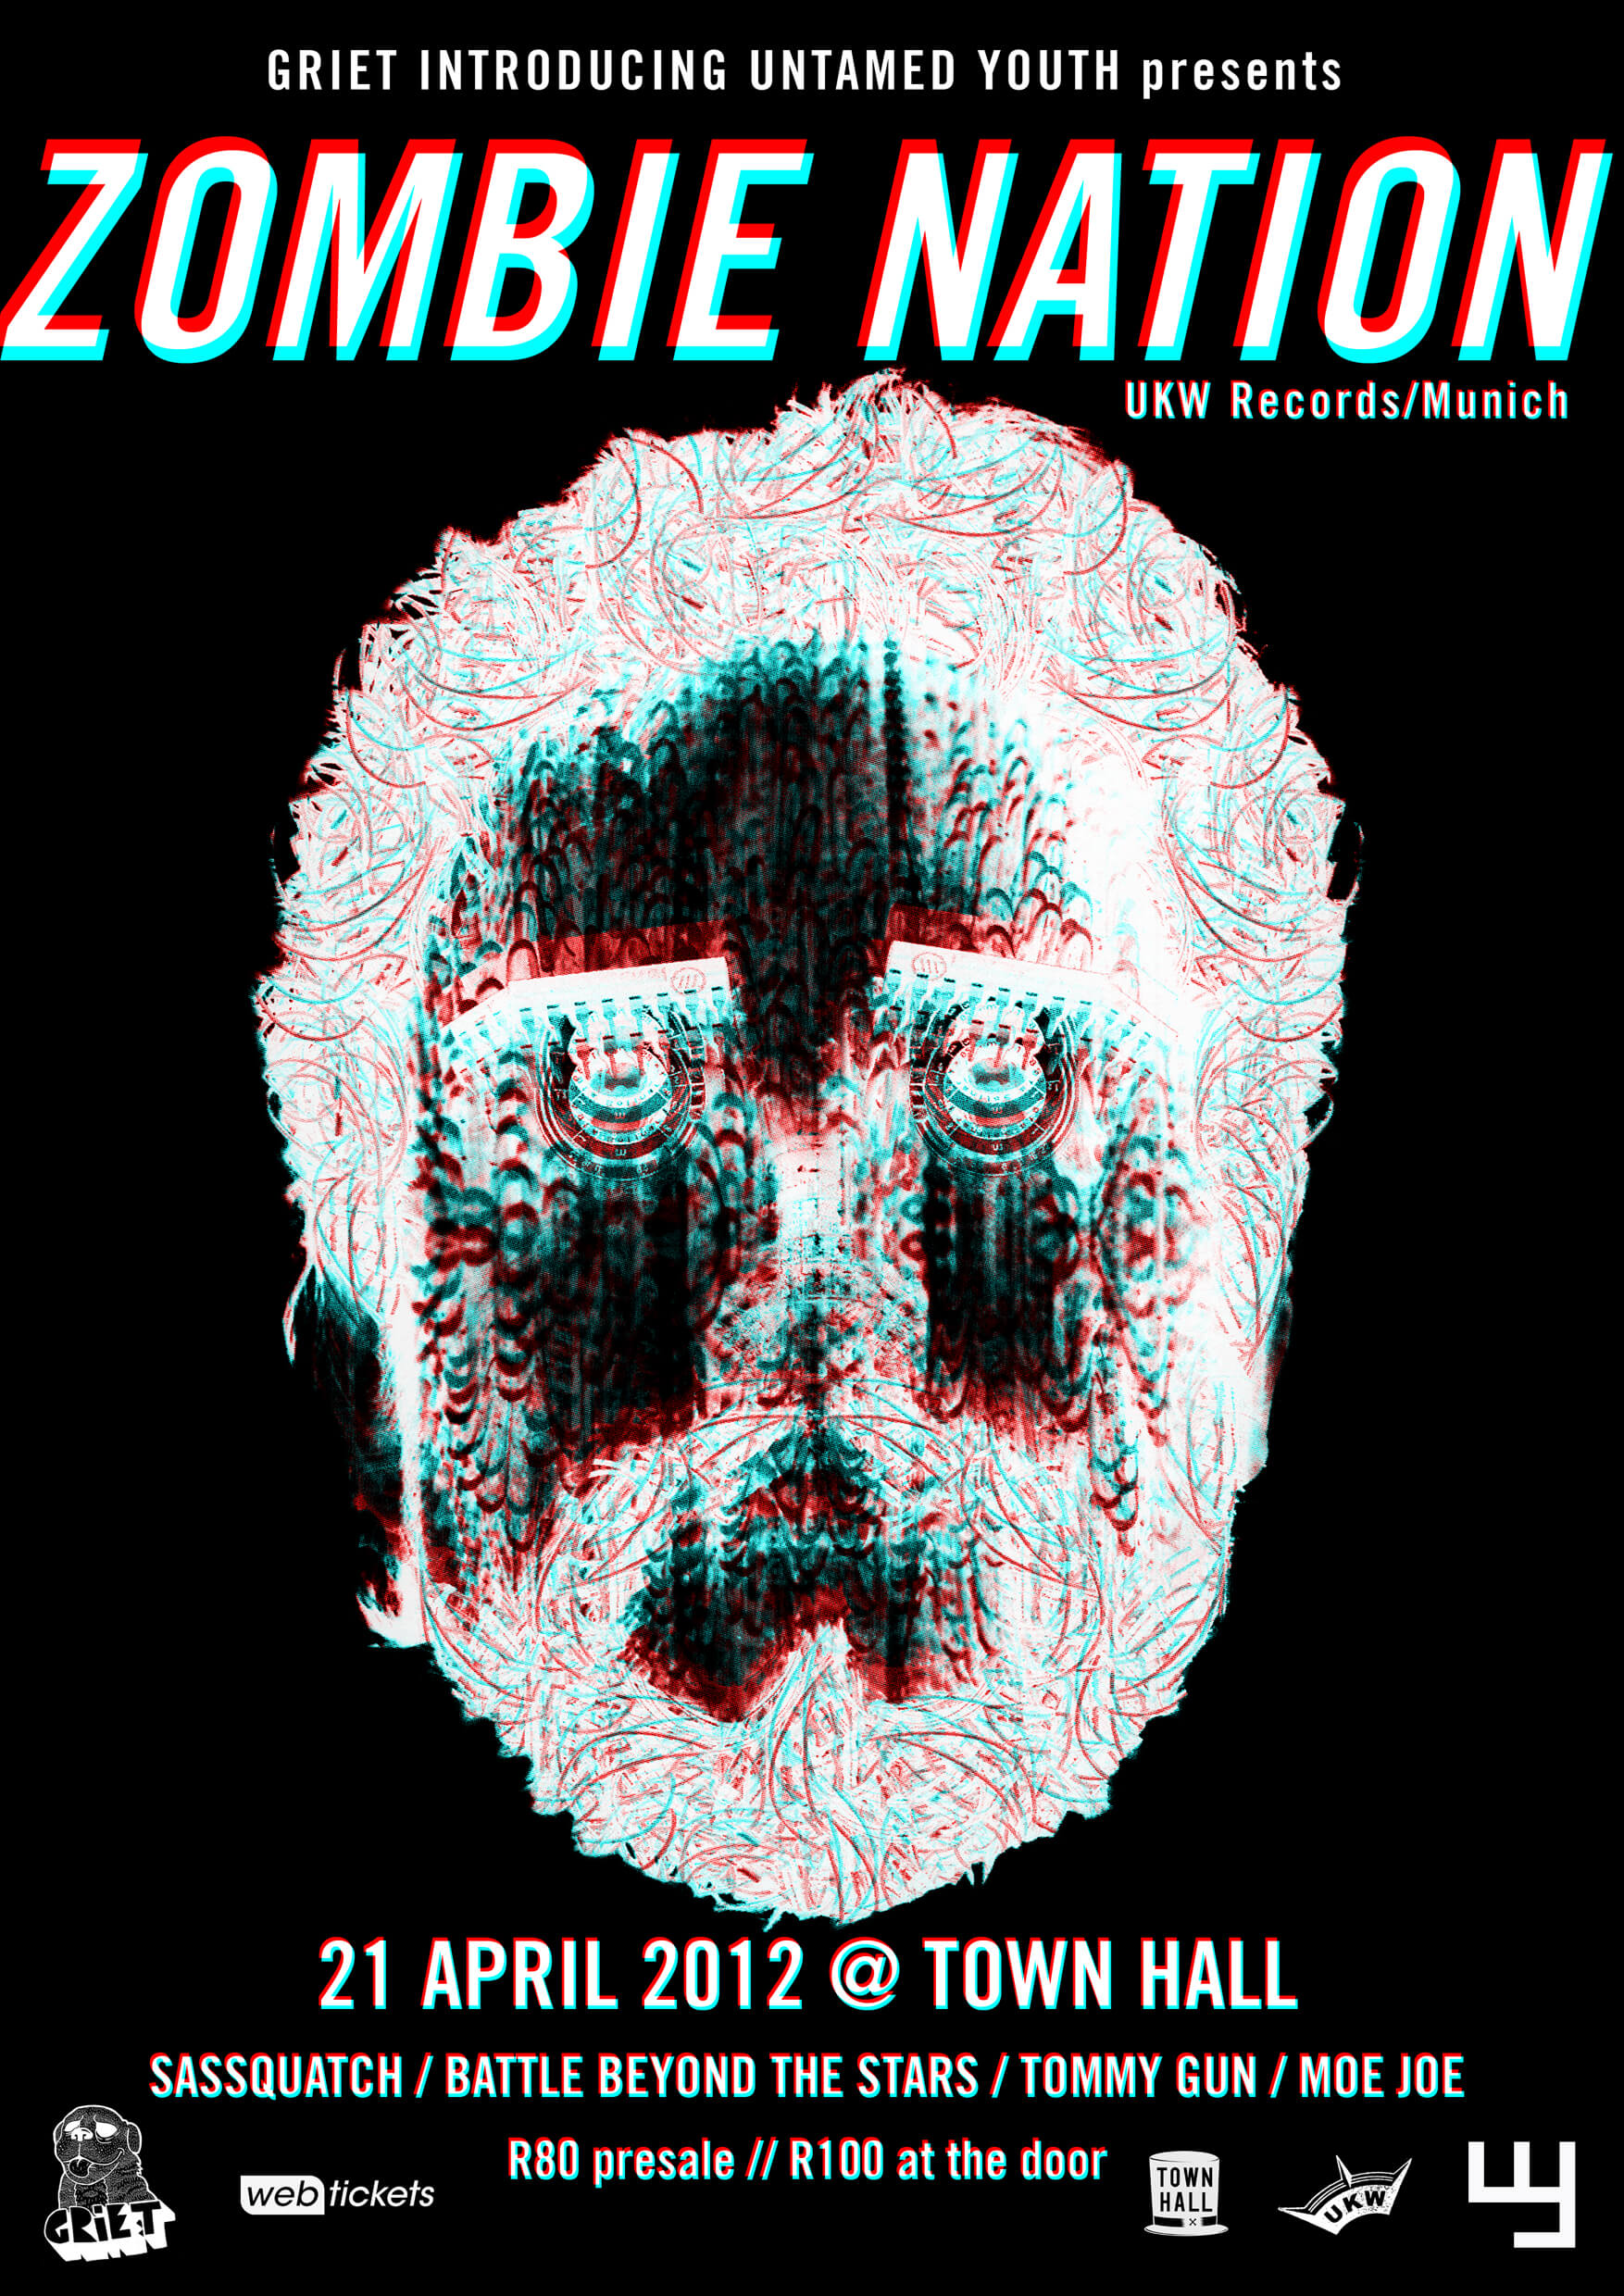 GRIET INTRODUCING UNTAMED YOUTH presents
ZOMBIE NATION
UKW Records/Munich
21 APRIL 2012 @ TOWN HALL
SASSQUATCH / BATTLE BEYOND THE STARS / TOMMY GUN / MOE JOE
R80 presale // R100 at the door
GRiET
webtickets
TOWN
HALL
X
UKW